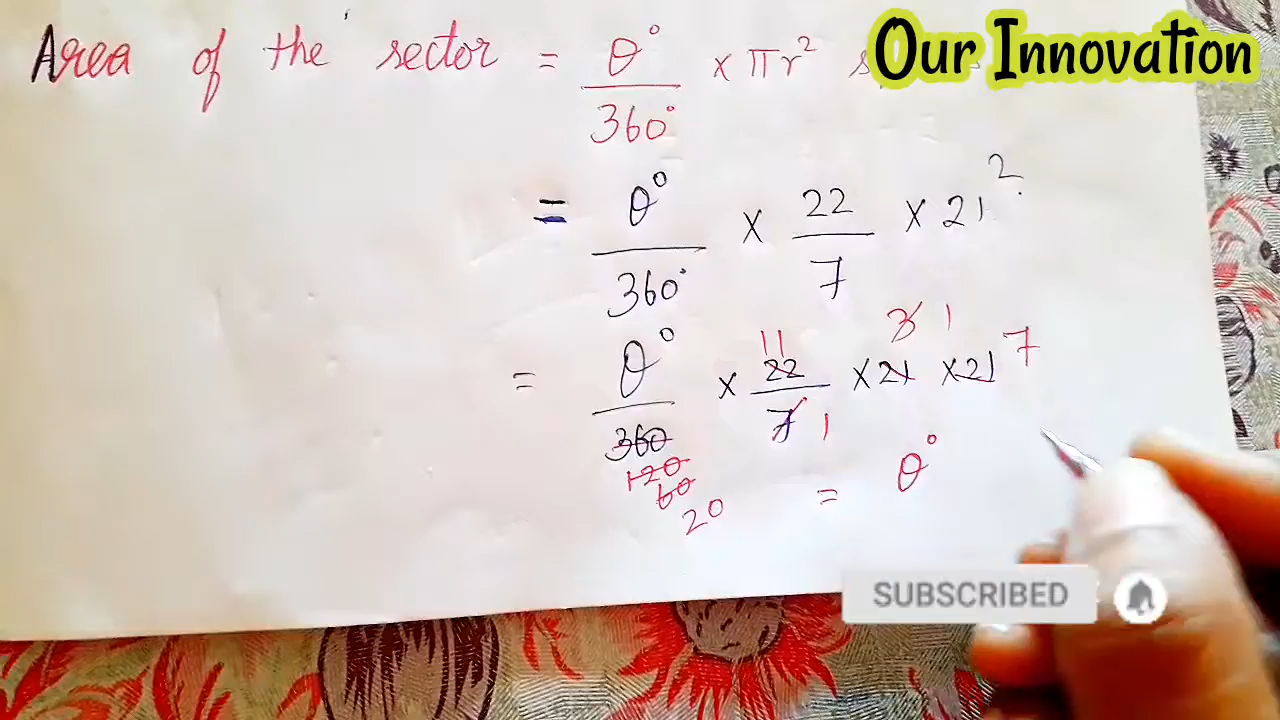 Our Innovation
Area of the sector = θ° / 360° × πr² s
= θ° / 360° × 22 / 7 × 21²
= θ° / 360 × 22 / 7 × 21 × 21
11 3 1 7
1
120
60
20
= θ°
SUBSCRIBED